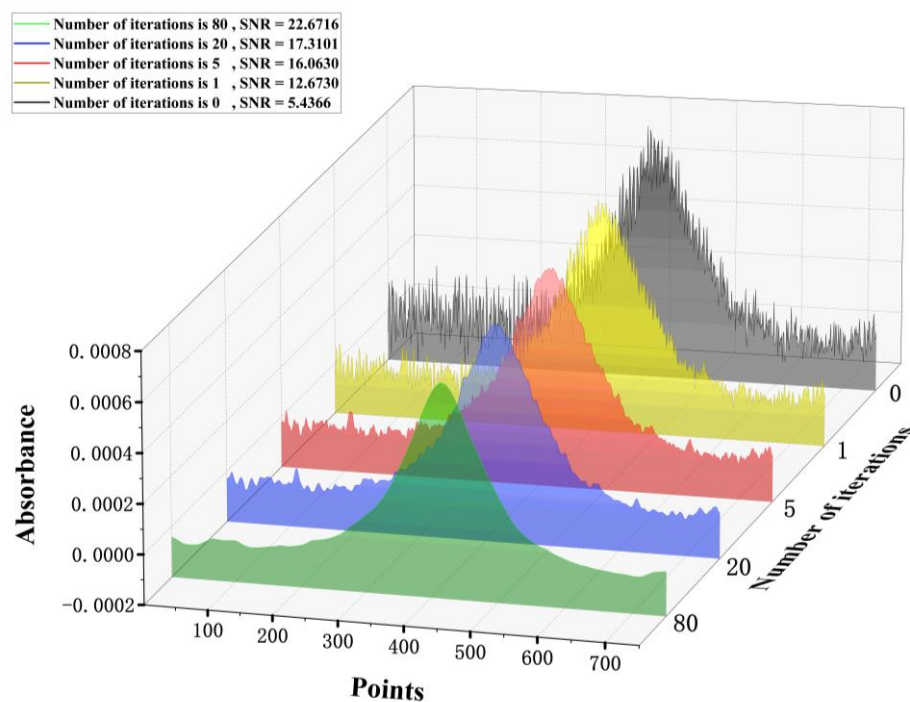 Number of iterations is 80 , SNR = 22.6716
Number of iterations is 20 , SNR = 17.3101
Number of iterations is 5 , SNR = 16.0630
Number of iterations is 1 , SNR = 12.6730
Number of iterations is 0 , SNR = 5.4366
0.0008
0.0006
0.0004
0.0002
0.0000
-0.0002
Absorbance
100
200
300
400
500
600
700
Points
80
20
5
1
0
Number of iterations